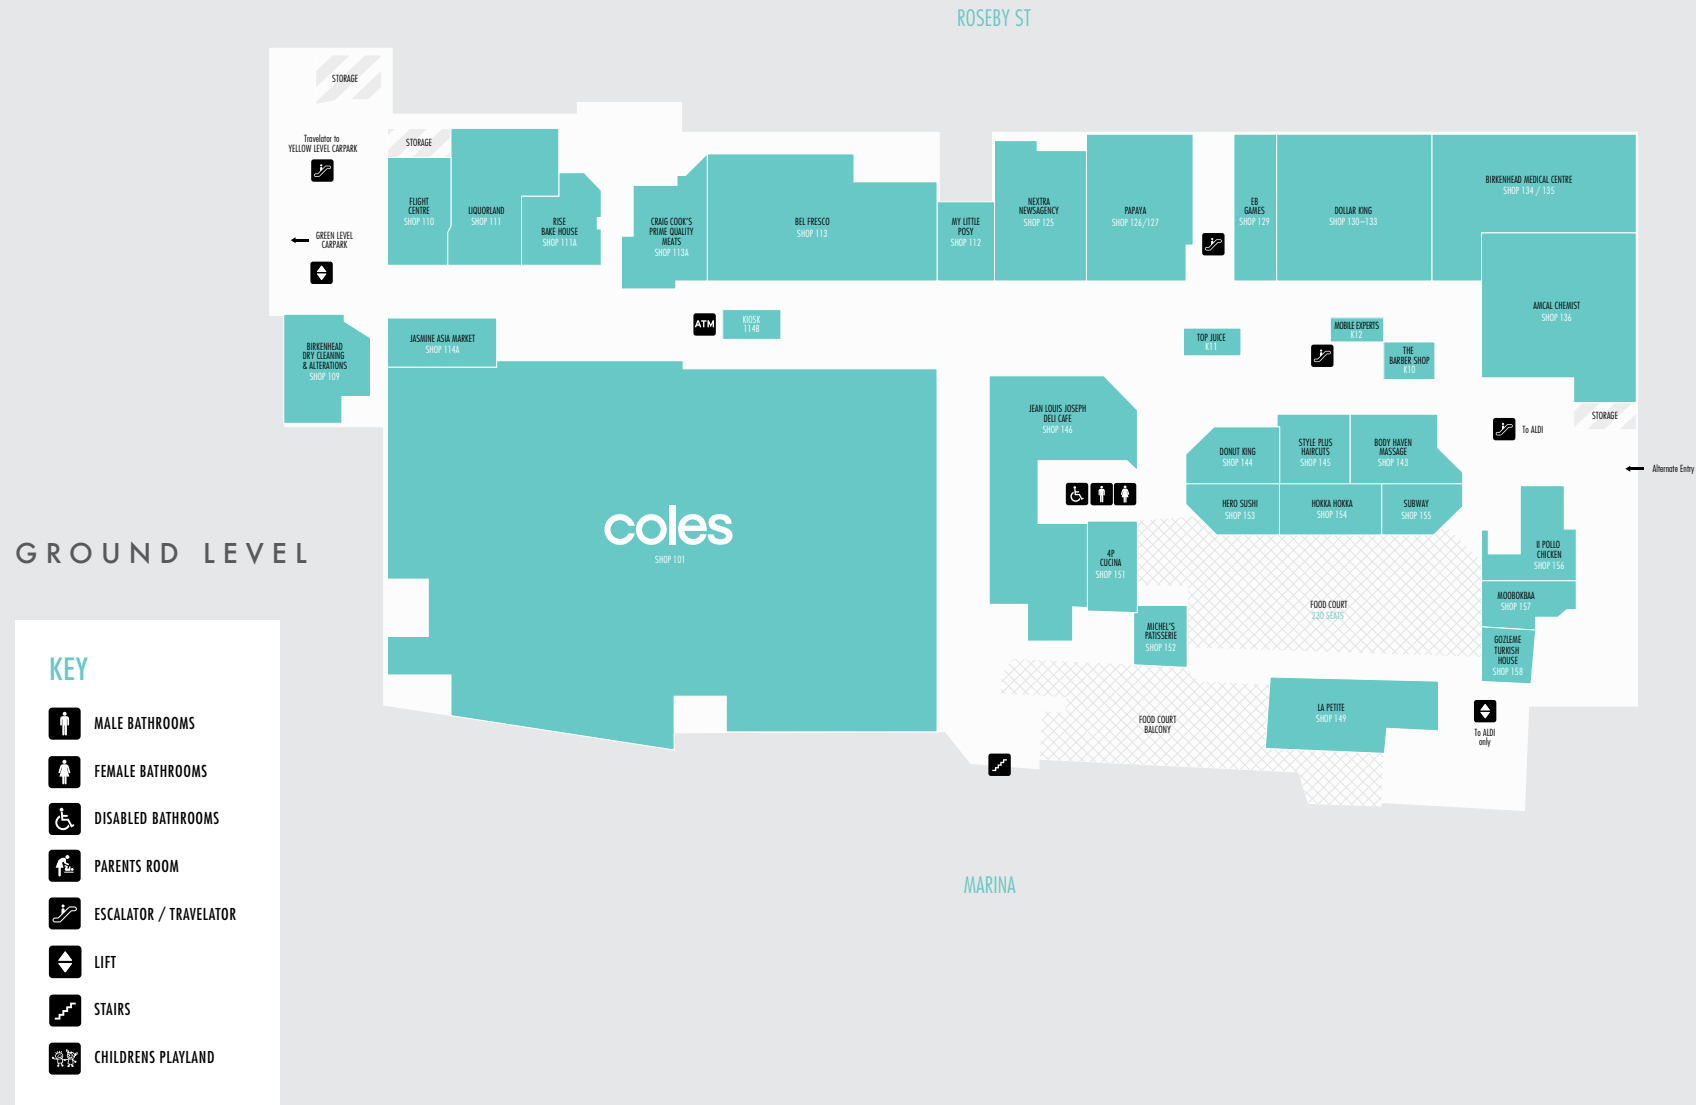 ROSEBY ST
STORAGE
Travelator to
YELLOW LEVEL CARPARK
GREEN LEVEL
CARPARK
STORAGE
FLIGHT
CENTRE
SHOP 110
LIQUORLAND
SHOP 111
RISE
BAKE HOUSE
SHOP 111A
CRAIG COOK'S
PRIME QUALITY
MEATS
SHOP 113A
BEL FRESCO
SHOP 113
MY LITTLE
POSY
SHOP 112
NEXTRA
NEWSAGENCY
SHOP 125
PAPAYA
SHOP 126/127
EB
GAMES
SHOP 129
DOLLAR KING
SHOP 130–133
BIRKENHEAD MEDICAL CENTRE
SHOP 134 / 135
AMCAL CHEMIST
SHOP 136
BIRKENHEAD
DRY CLEANING
& ALTERATIONS
SHOP 109
JASMINE ASIA MARKET
SHOP 114A
ATM
KIOSK
114B
TOP JUICE
K11
MOBILE EXPERTS
K12
THE
BARBER SHOP
K10
STORAGE
To ALDI
Alternate Entry
JEAN LOUIS JOSEPH
DELI CAFE
SHOP 146
DONUT KING
SHOP 144
STYLE PLUS
HAIRCUTS
SHOP 145
BODY HAVEN
MASSAGE
SHOP 143
HERO SUSHI
SHOP 153
HOKKA HOKKA
SHOP 154
SUBWAY
SHOP 155
coles
SHOP 101
4P
CUCINA
SHOP 151
MICHEL'S
PATISSERIE
SHOP 152
FOOD COURT
230 SEATS
II POLLO
CHICKEN
SHOP 156
MOOBOKBAA
SHOP 157
GOZLEME
TURKISH
HOUSE
SHOP 158
FOOD COURT
BALCONY
LA PETITE
SHOP 149
To ALDI
only
MARINA
GROUND LEVEL
KEY
MALE BATHROOMS
FEMALE BATHROOMS
DISABLED BATHROOMS
PARENTS ROOM
ESCALATOR / TRAVELATOR
LIFT
STAIRS
CHILDRENS PLAYLAND